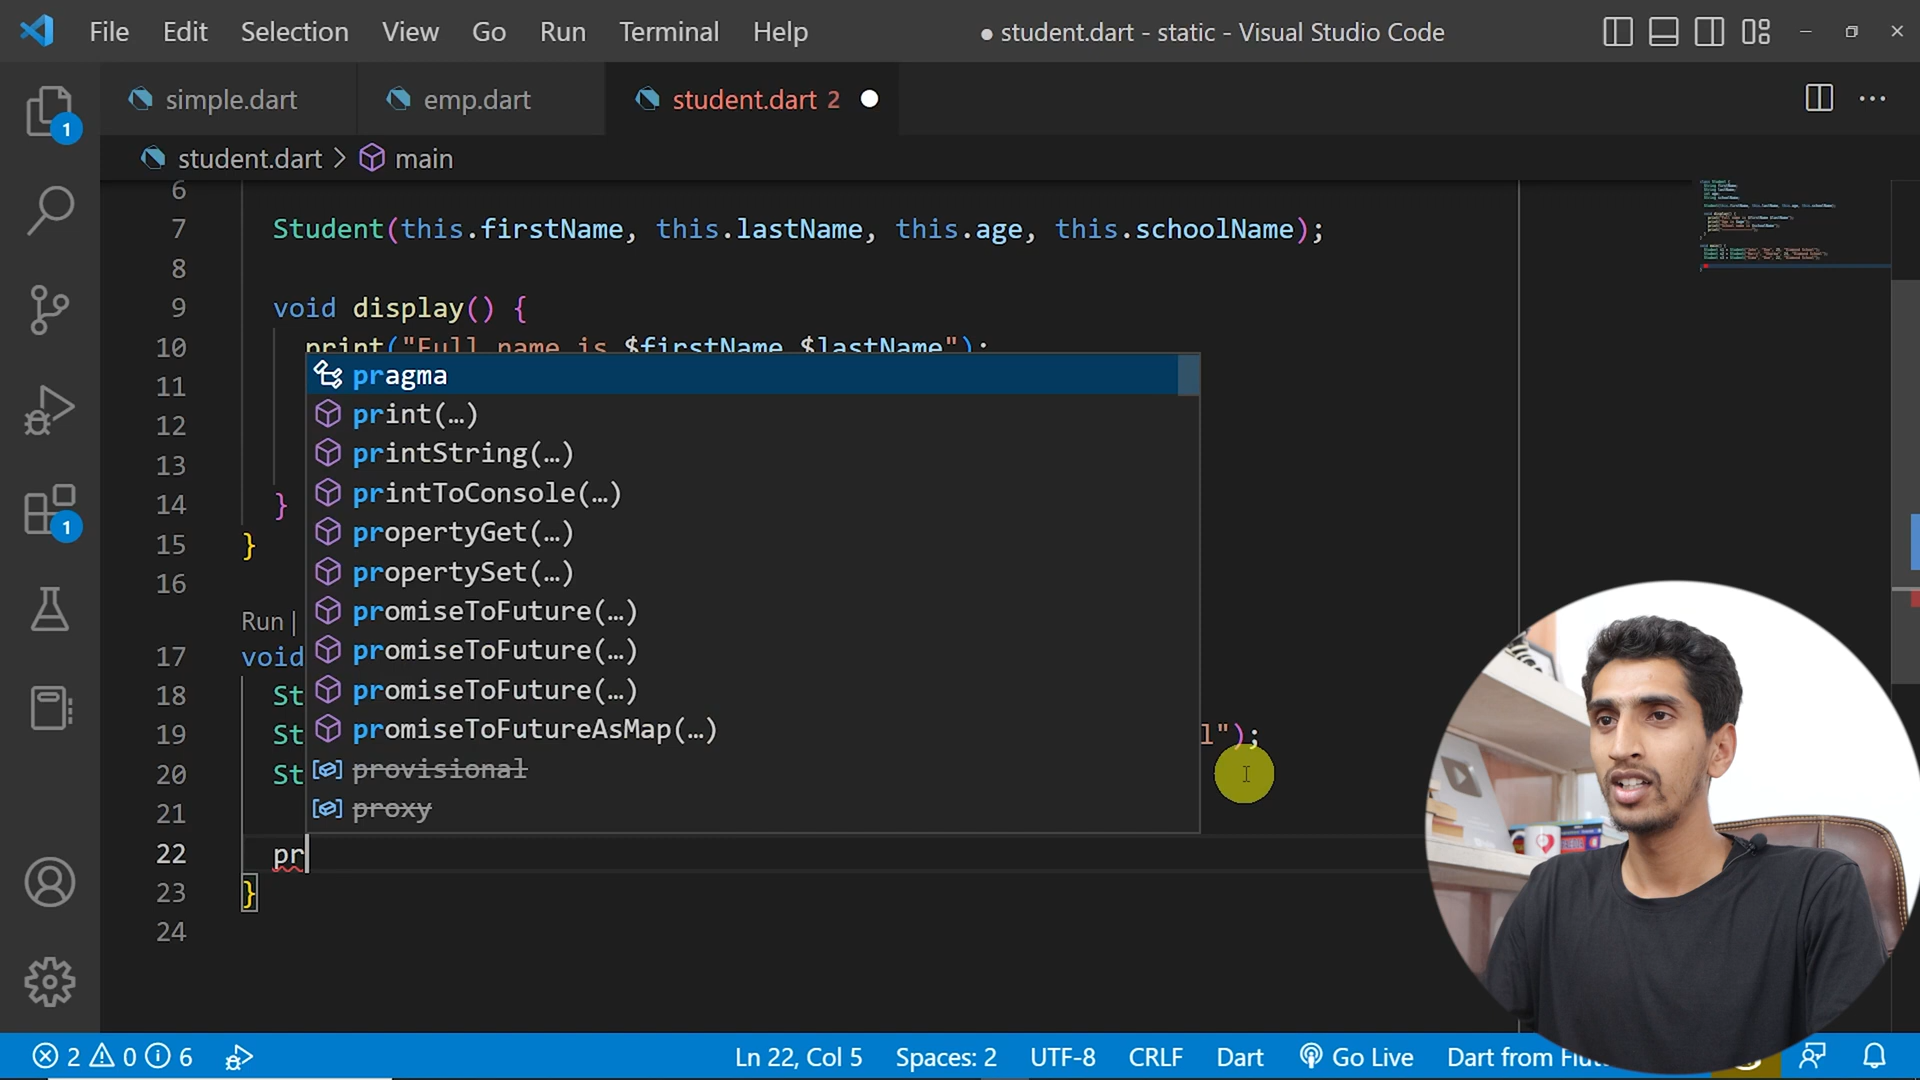 File Edit Selection View Go Run Terminal Help ● student.dart - static - Visual Studio Code
simple.dart emp.dart student.dart 2
student.dart > main
6
7 Student(this.firstName, this.lastName, this.age, this.schoolName);
8
9 void display() {
10 print("Full name is $firstName $lastName");
11 pragma
12 print(…)
13 printString(…)
printToConsole(…)
14 }
15 } propertyGet(…)
16 propertySet(…)
Run | promiseToFuture(…)
17 void promiseToFuture(…)
18 St promiseToFuture(…)
19 St promiseToFutureAsMap(…) l");
20 St provisional
21 proxy
22 pr
23 }
24
1
1
2 0 6 Ln 22, Col 5 Spaces: 2 UTF-8 CRLF Dart Go Live Dart from